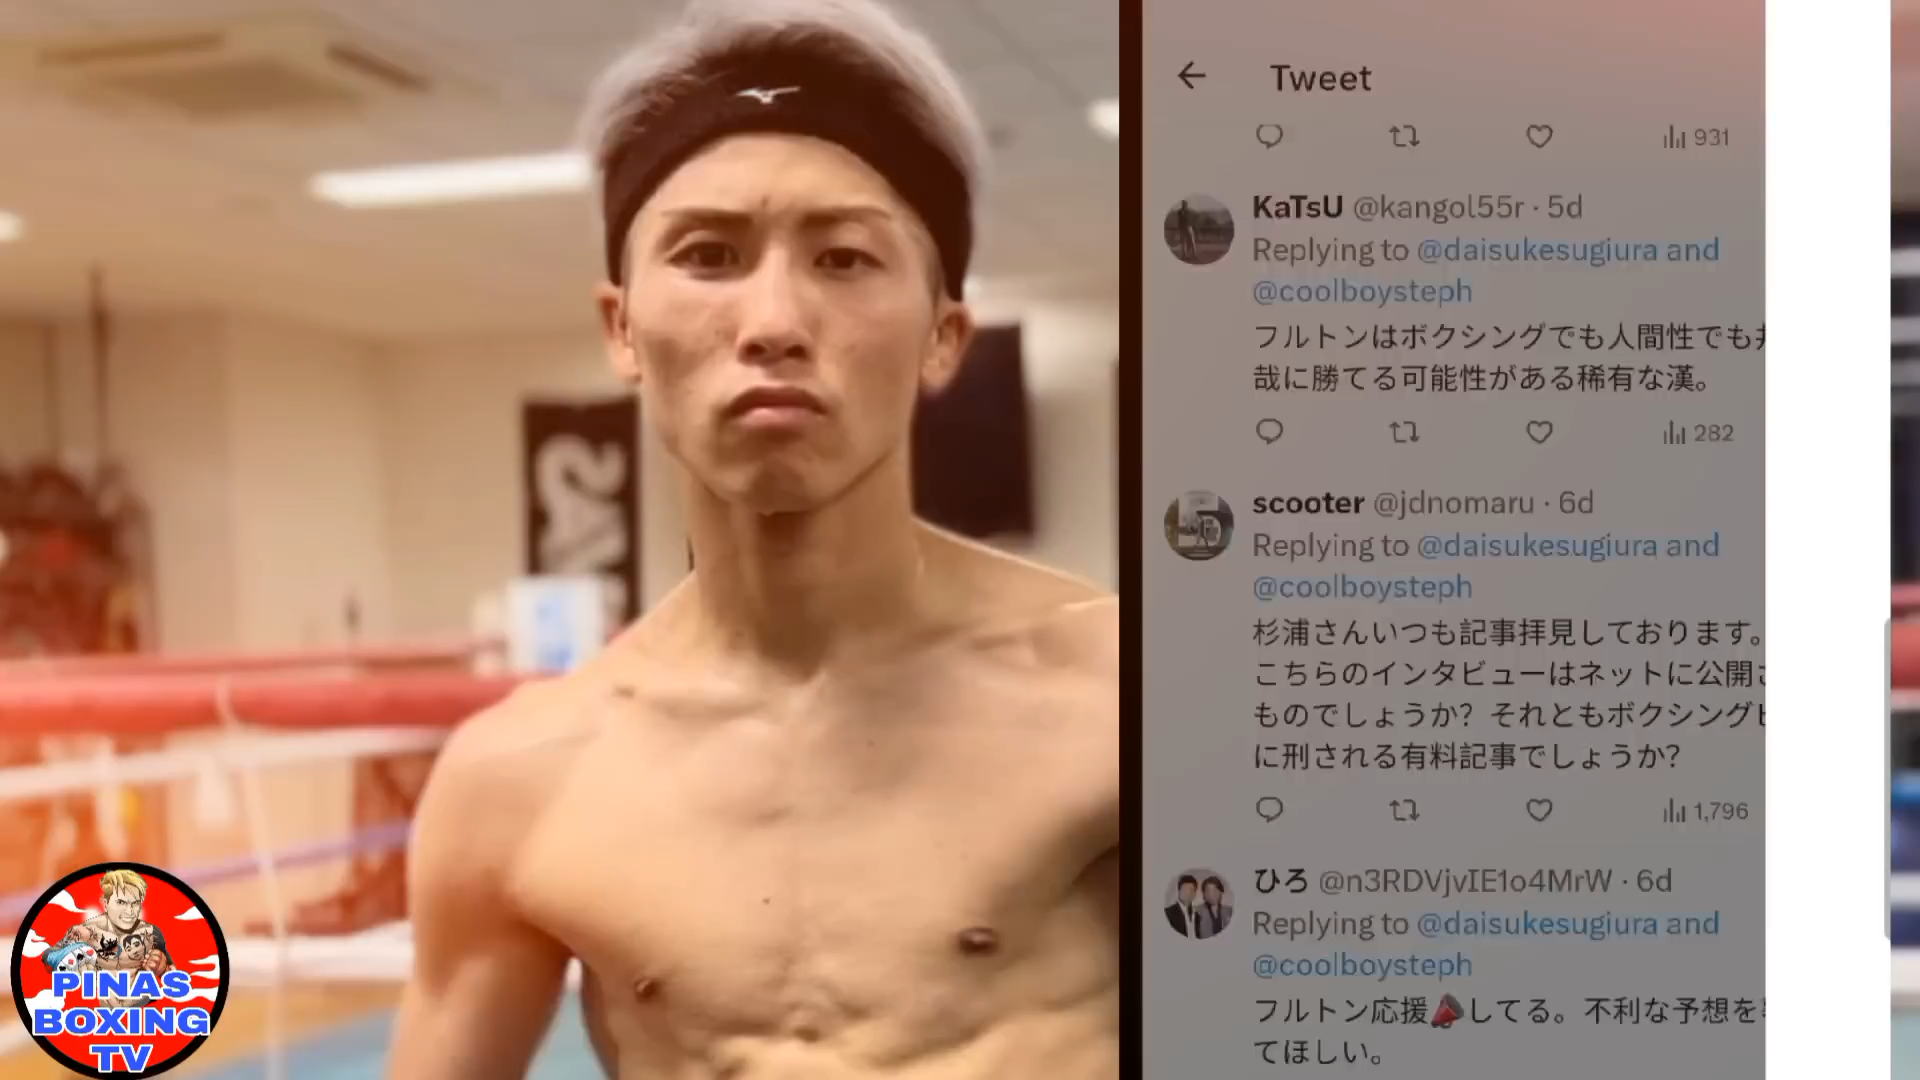 Tweet
931
KaTsU @kangol55r · 5d
Replying to @daisukesugiura and
@coolboysteph
フルトンはボクシングでも人間性でも
哉に勝てる可能性がある稀有な漢。
282
scooter @jdnomaru · 6d
Replying to @daisukesugiura and
@coolboysteph
杉浦さんいつも記事拝見しております。
こちらのインタビューはネットに公開
ものでしょうか? それともボクシング
に刑される有料記事でしょうか?
1,796
ひろ @n3RDVjvIE1o4MrW · 6d
Replying to @daisukesugiura and
@coolboysteph
フルトン応援📣してる。不利な予想を
てほしい。
PINAS
BOXING
TV